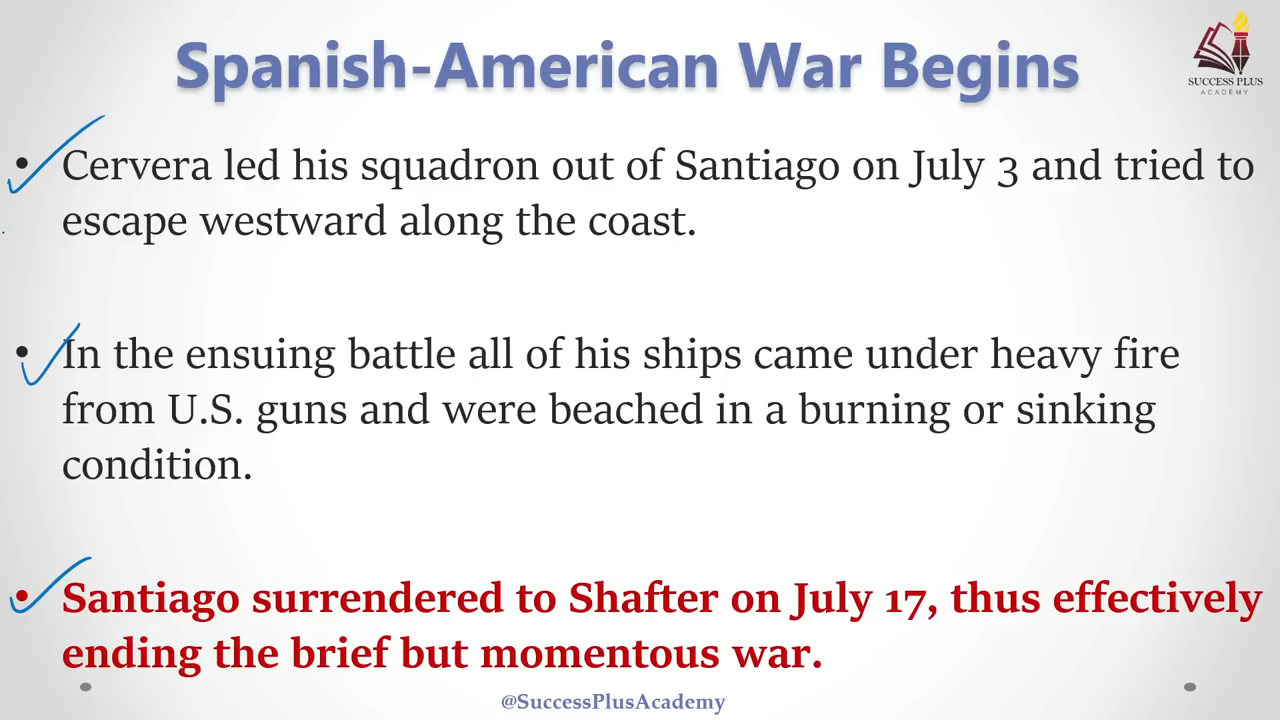 Spanish-American War Begins
SUCCESS PLUS
ACADEMY
• Cervera led his squadron out of Santiago on July 3 and tried to
escape westward along the coast.
• In the ensuing battle all of his ships came under heavy fire
from U.S. guns and were beached in a burning or sinking
condition.
• Santiago surrendered to Shafter on July 17, thus effectively
ending the brief but momentous war.
@SuccessPlusAcademy